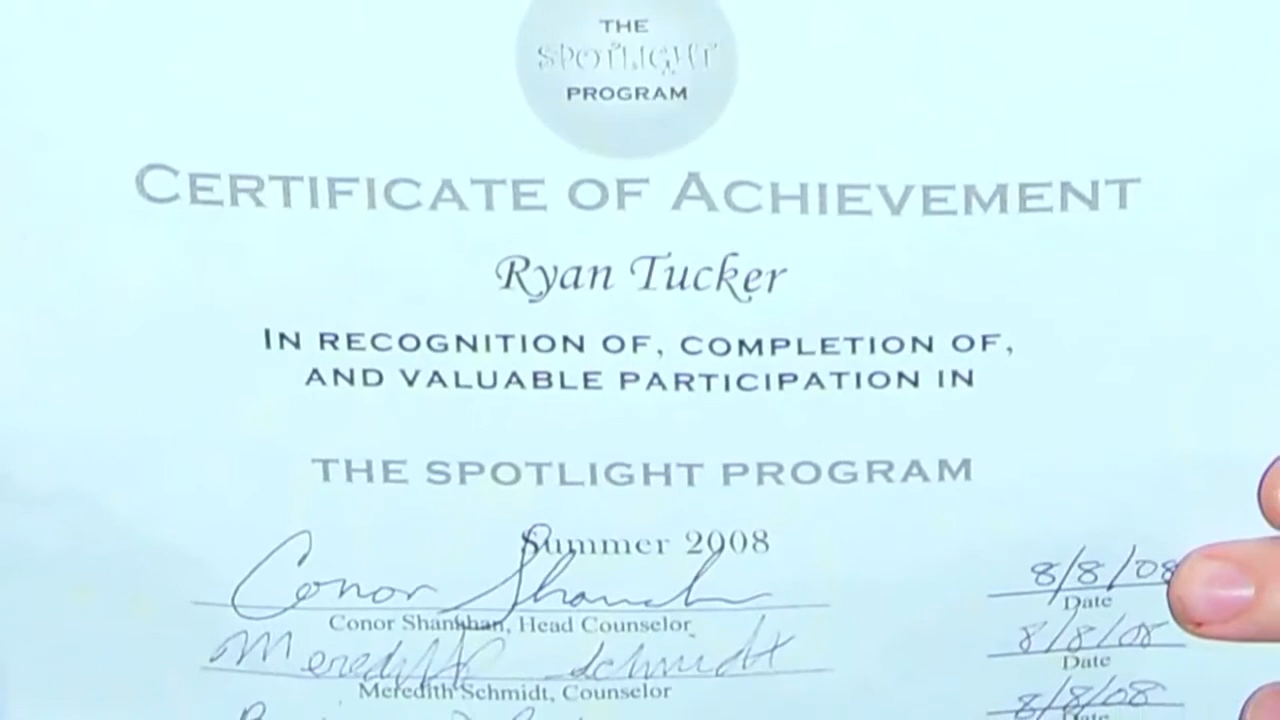 THE
SPOTLIGHT
PROGRAM
CERTIFICATE OF ACHIEVEMENT
Ryan Tucker
IN RECOGNITION OF, COMPLETION OF,
AND VALUABLE PARTICIPATION IN
THE SPOTLIGHT PROGRAM
Summer 2008
Conor Shanahan 8/8/08
Conor Shanahan, Head Counselor Date
Meredith Schmidt 8/8/08
Meredith Schmidt, Counselor Date
8/8/08
Date